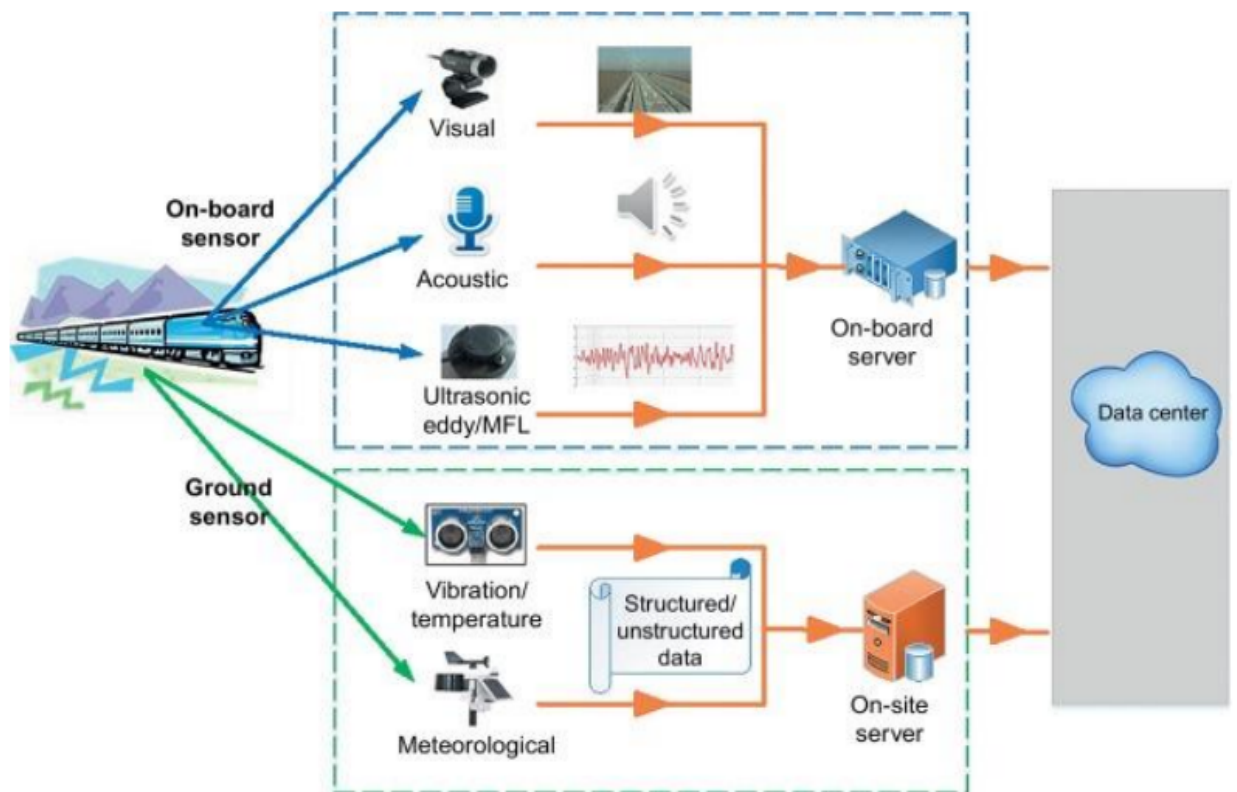 Visual
On-board
sensor
Acoustic
On-board
server
Ultrasonic
eddy/MFL
Data center
Ground
sensor
Vibration/
temperature
Structured/
unstructured
data
On-site
server
Meteorological